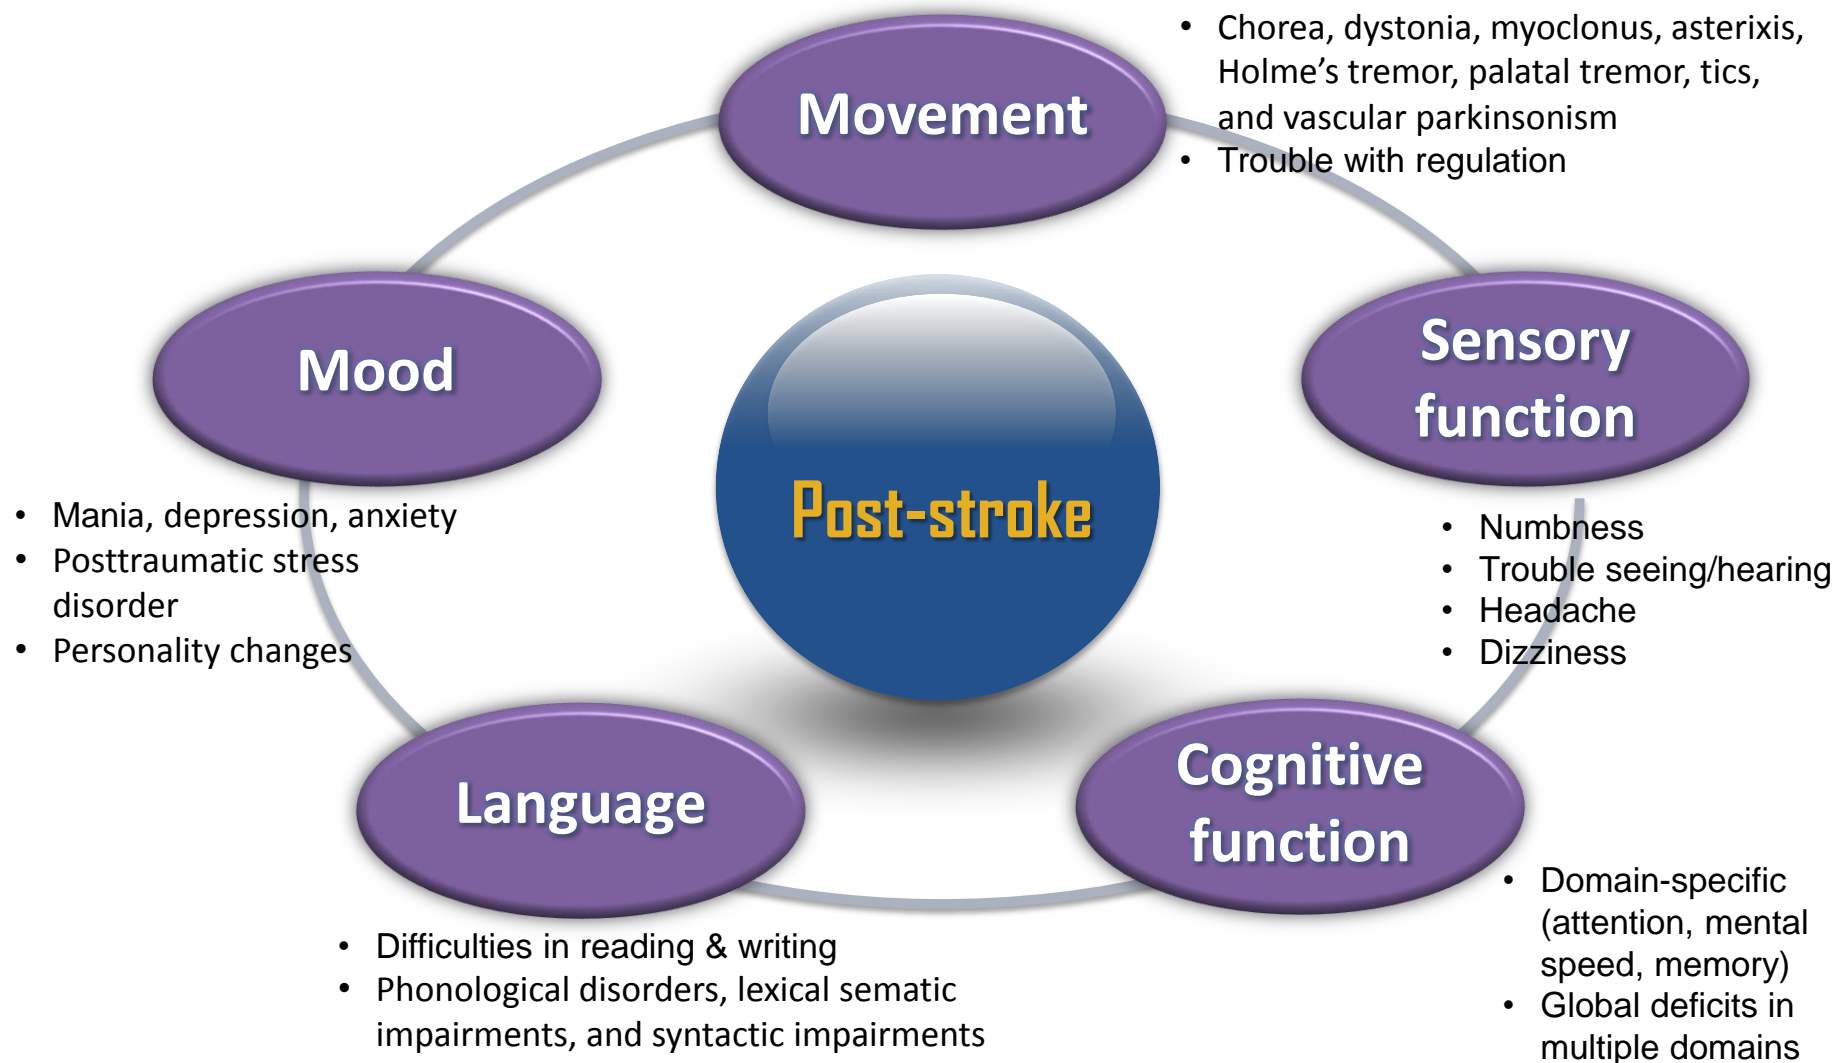 Movement
• Chorea, dystonia, myoclonus, asterixis,
Holme’s tremor, palatal tremor, tics,
and vascular parkinsonism
• Trouble with regulation
Sensory
function
• Numbness
• Trouble seeing/hearing
• Headache
• Dizziness
Cognitive
function
• Domain-specific
(attention, mental
speed, memory)
• Global deficits in
multiple domains
Language
• Difficulties in reading & writing
• Phonological disorders, lexical sematic
impairments, and syntactic impairments
Mood
• Mania, depression, anxiety
• Posttraumatic stress
disorder
• Personality changes
Post-stroke